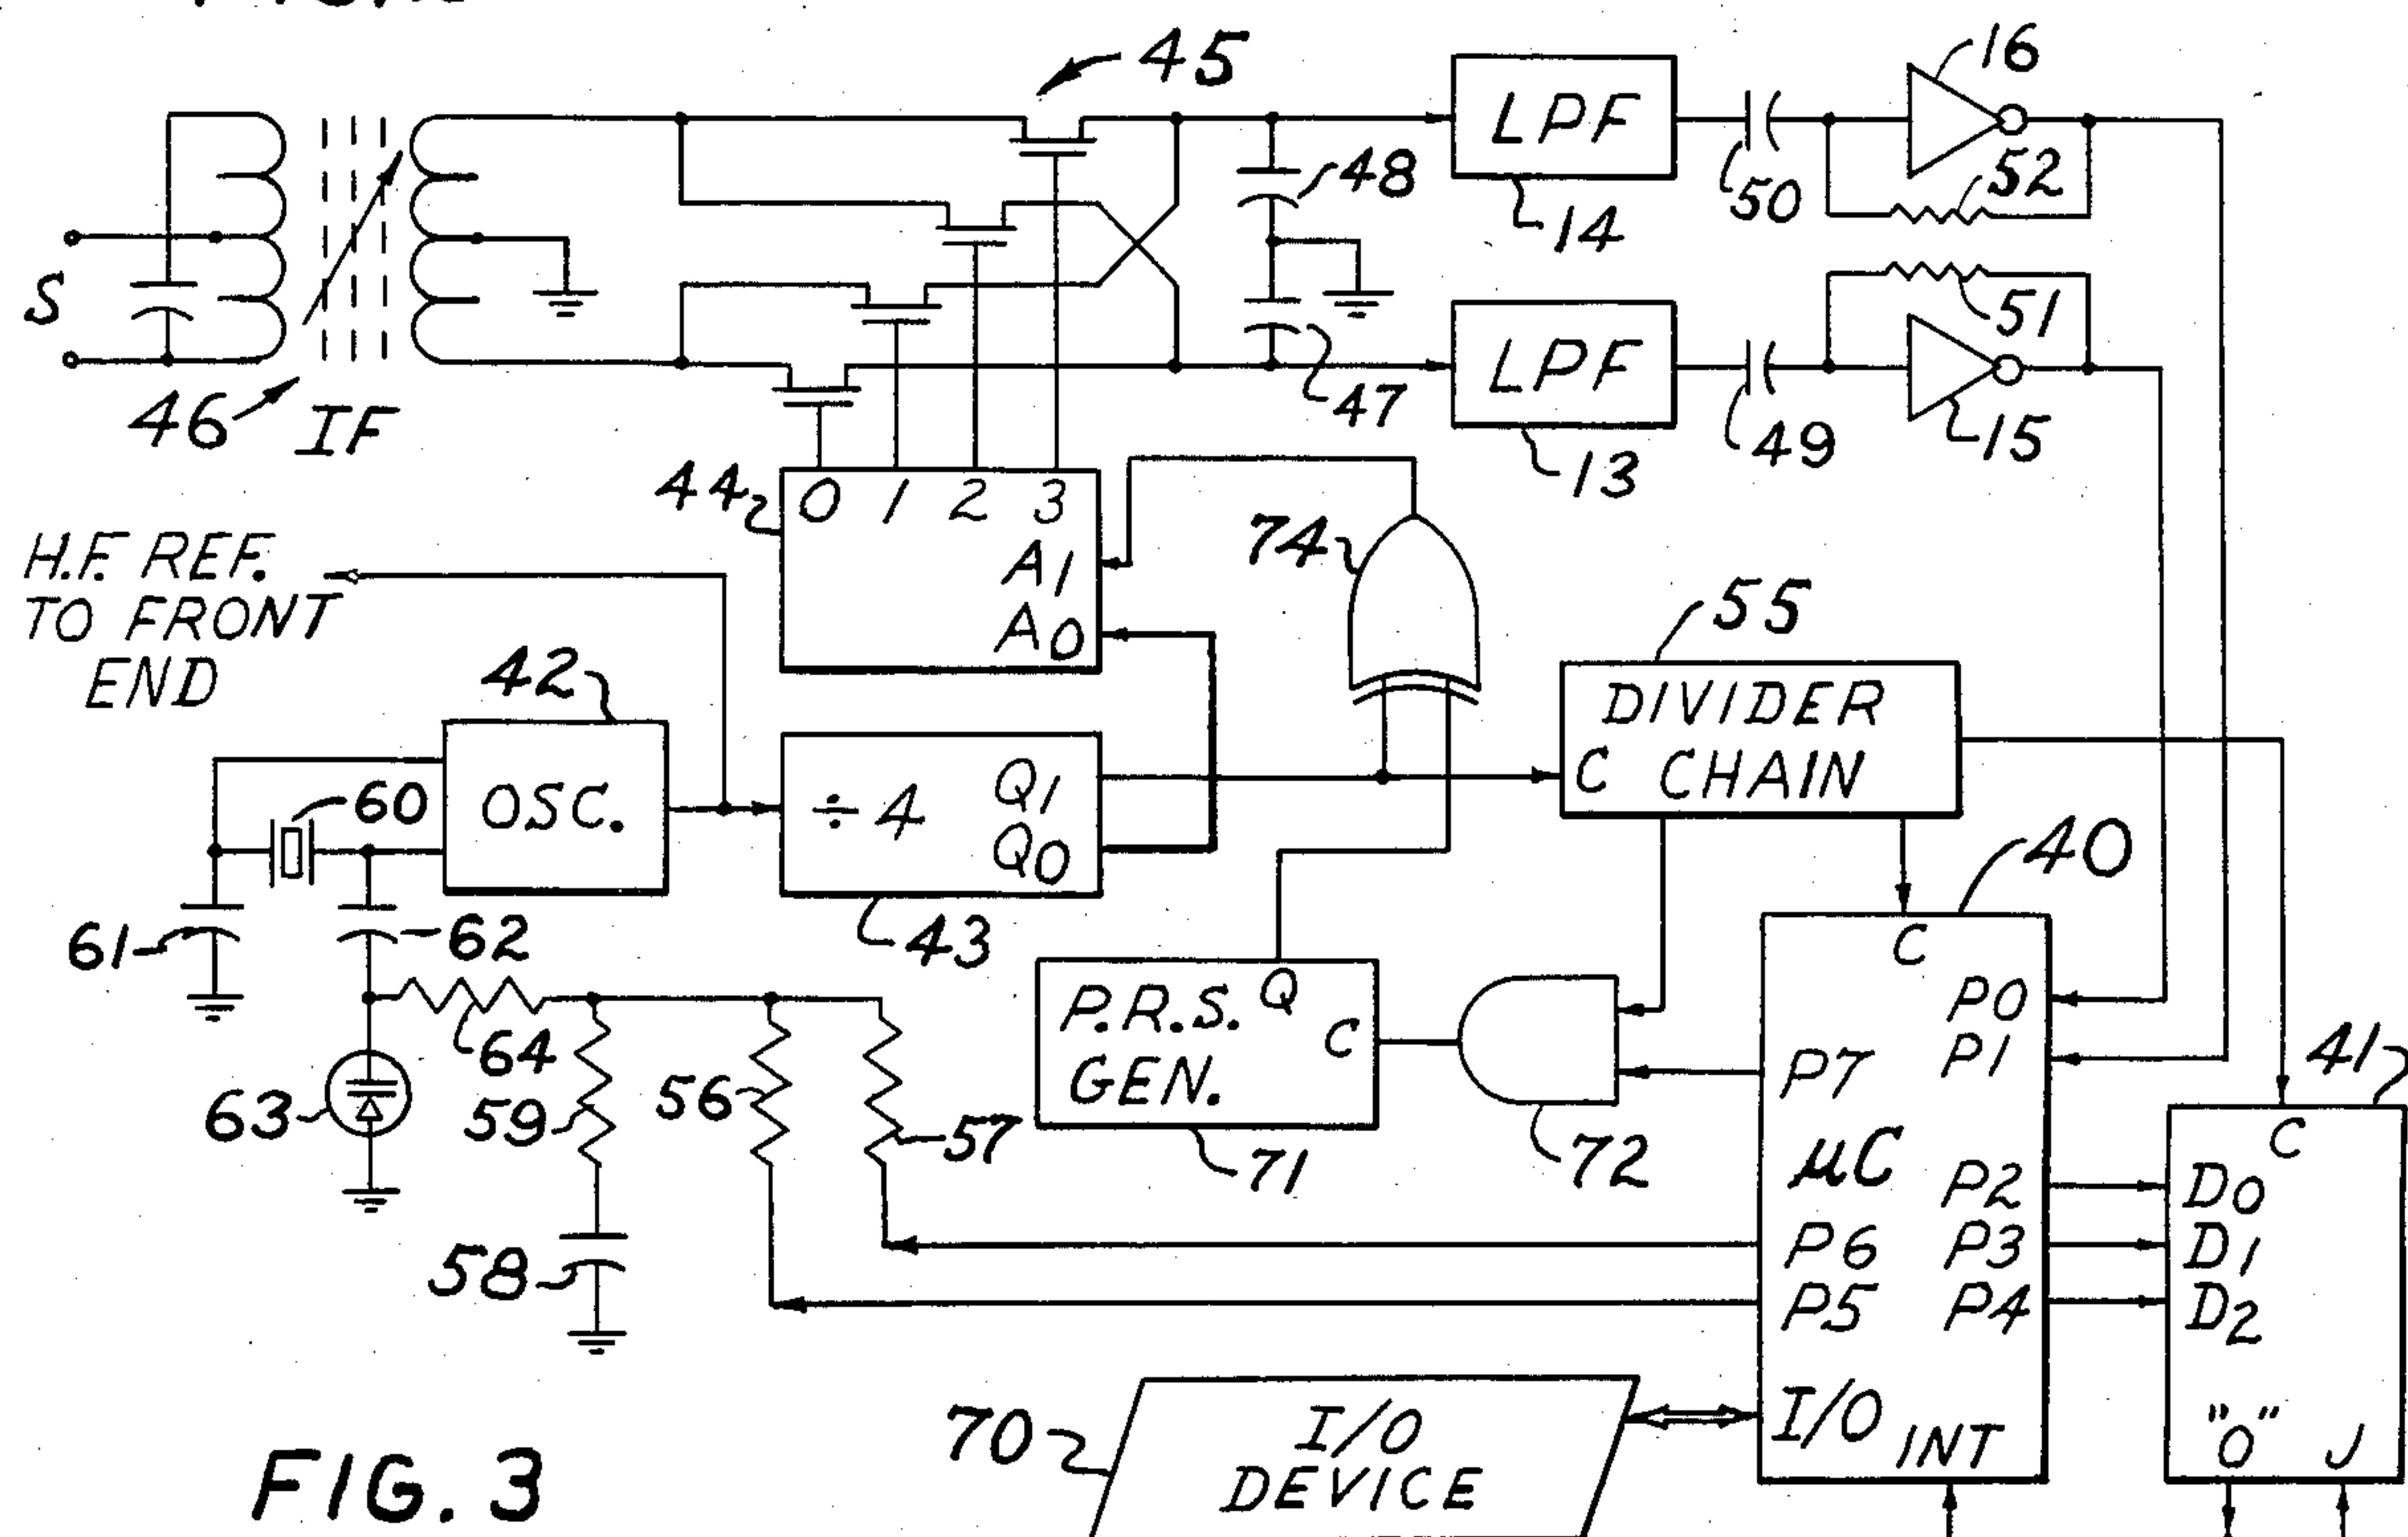 45
16
LPF
48
50
52
14
S
51
LPF
46
IF
47
49
15
13
44
0 1 2 3
A1
A0
74
H.F. REF.
TO FRONT
END
55
42
DIVIDER
C CHAIN
60
OSC.
÷4
Q1
Q0
40
61
62
43
C
P.R.S. Q
GEN.
C
P0
P1
41
64
P7
63
59
56
57
71
72
µC
C
P2
D0
58
P6
P3
D1
P5
P4
D2
70
I/O
DEVICE
I/O
INT
"0"
J
FIG. 3